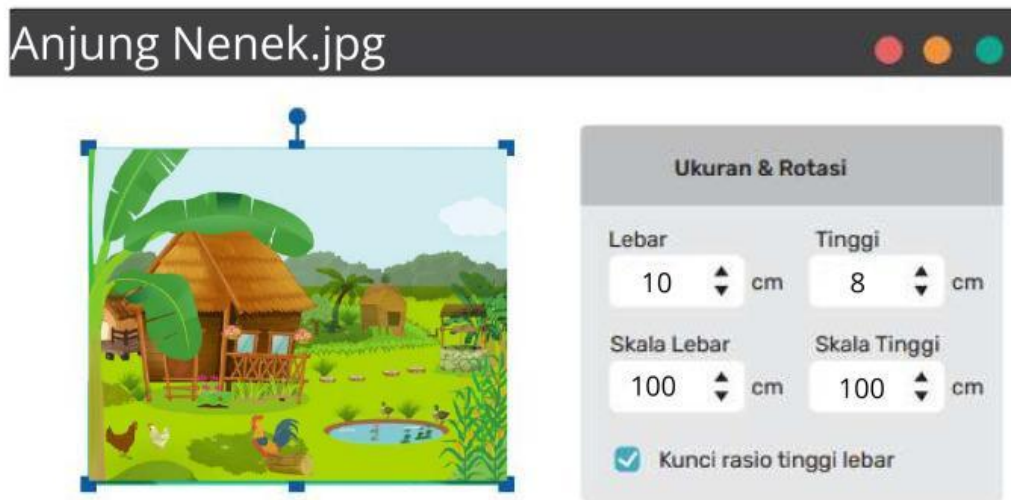 Anjung Nenek.jpg
Ukuran & Rotasi
Lebar Tinggi
10 cm 8 cm
Skala Lebar Skala Tinggi
100 cm 100 cm
Kunci rasio tinggi lebar